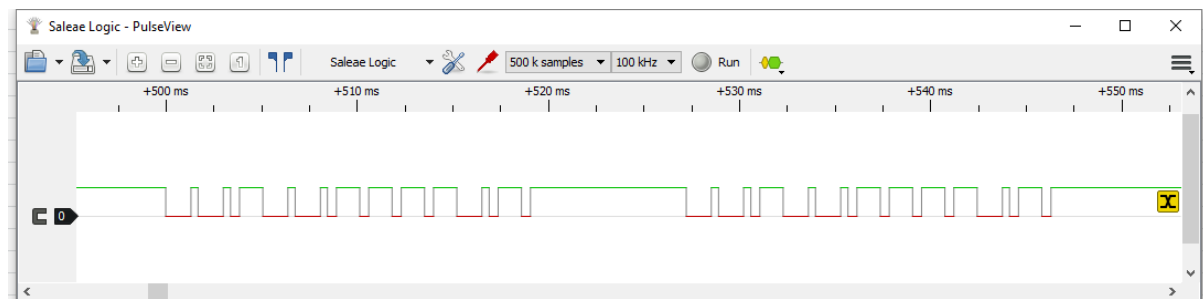 Saleae Logic - PulseView
Saleae Logic 500 k samples 100 kHz Run
+500 ms +510 ms +520 ms +530 ms +540 ms +550 ms
0